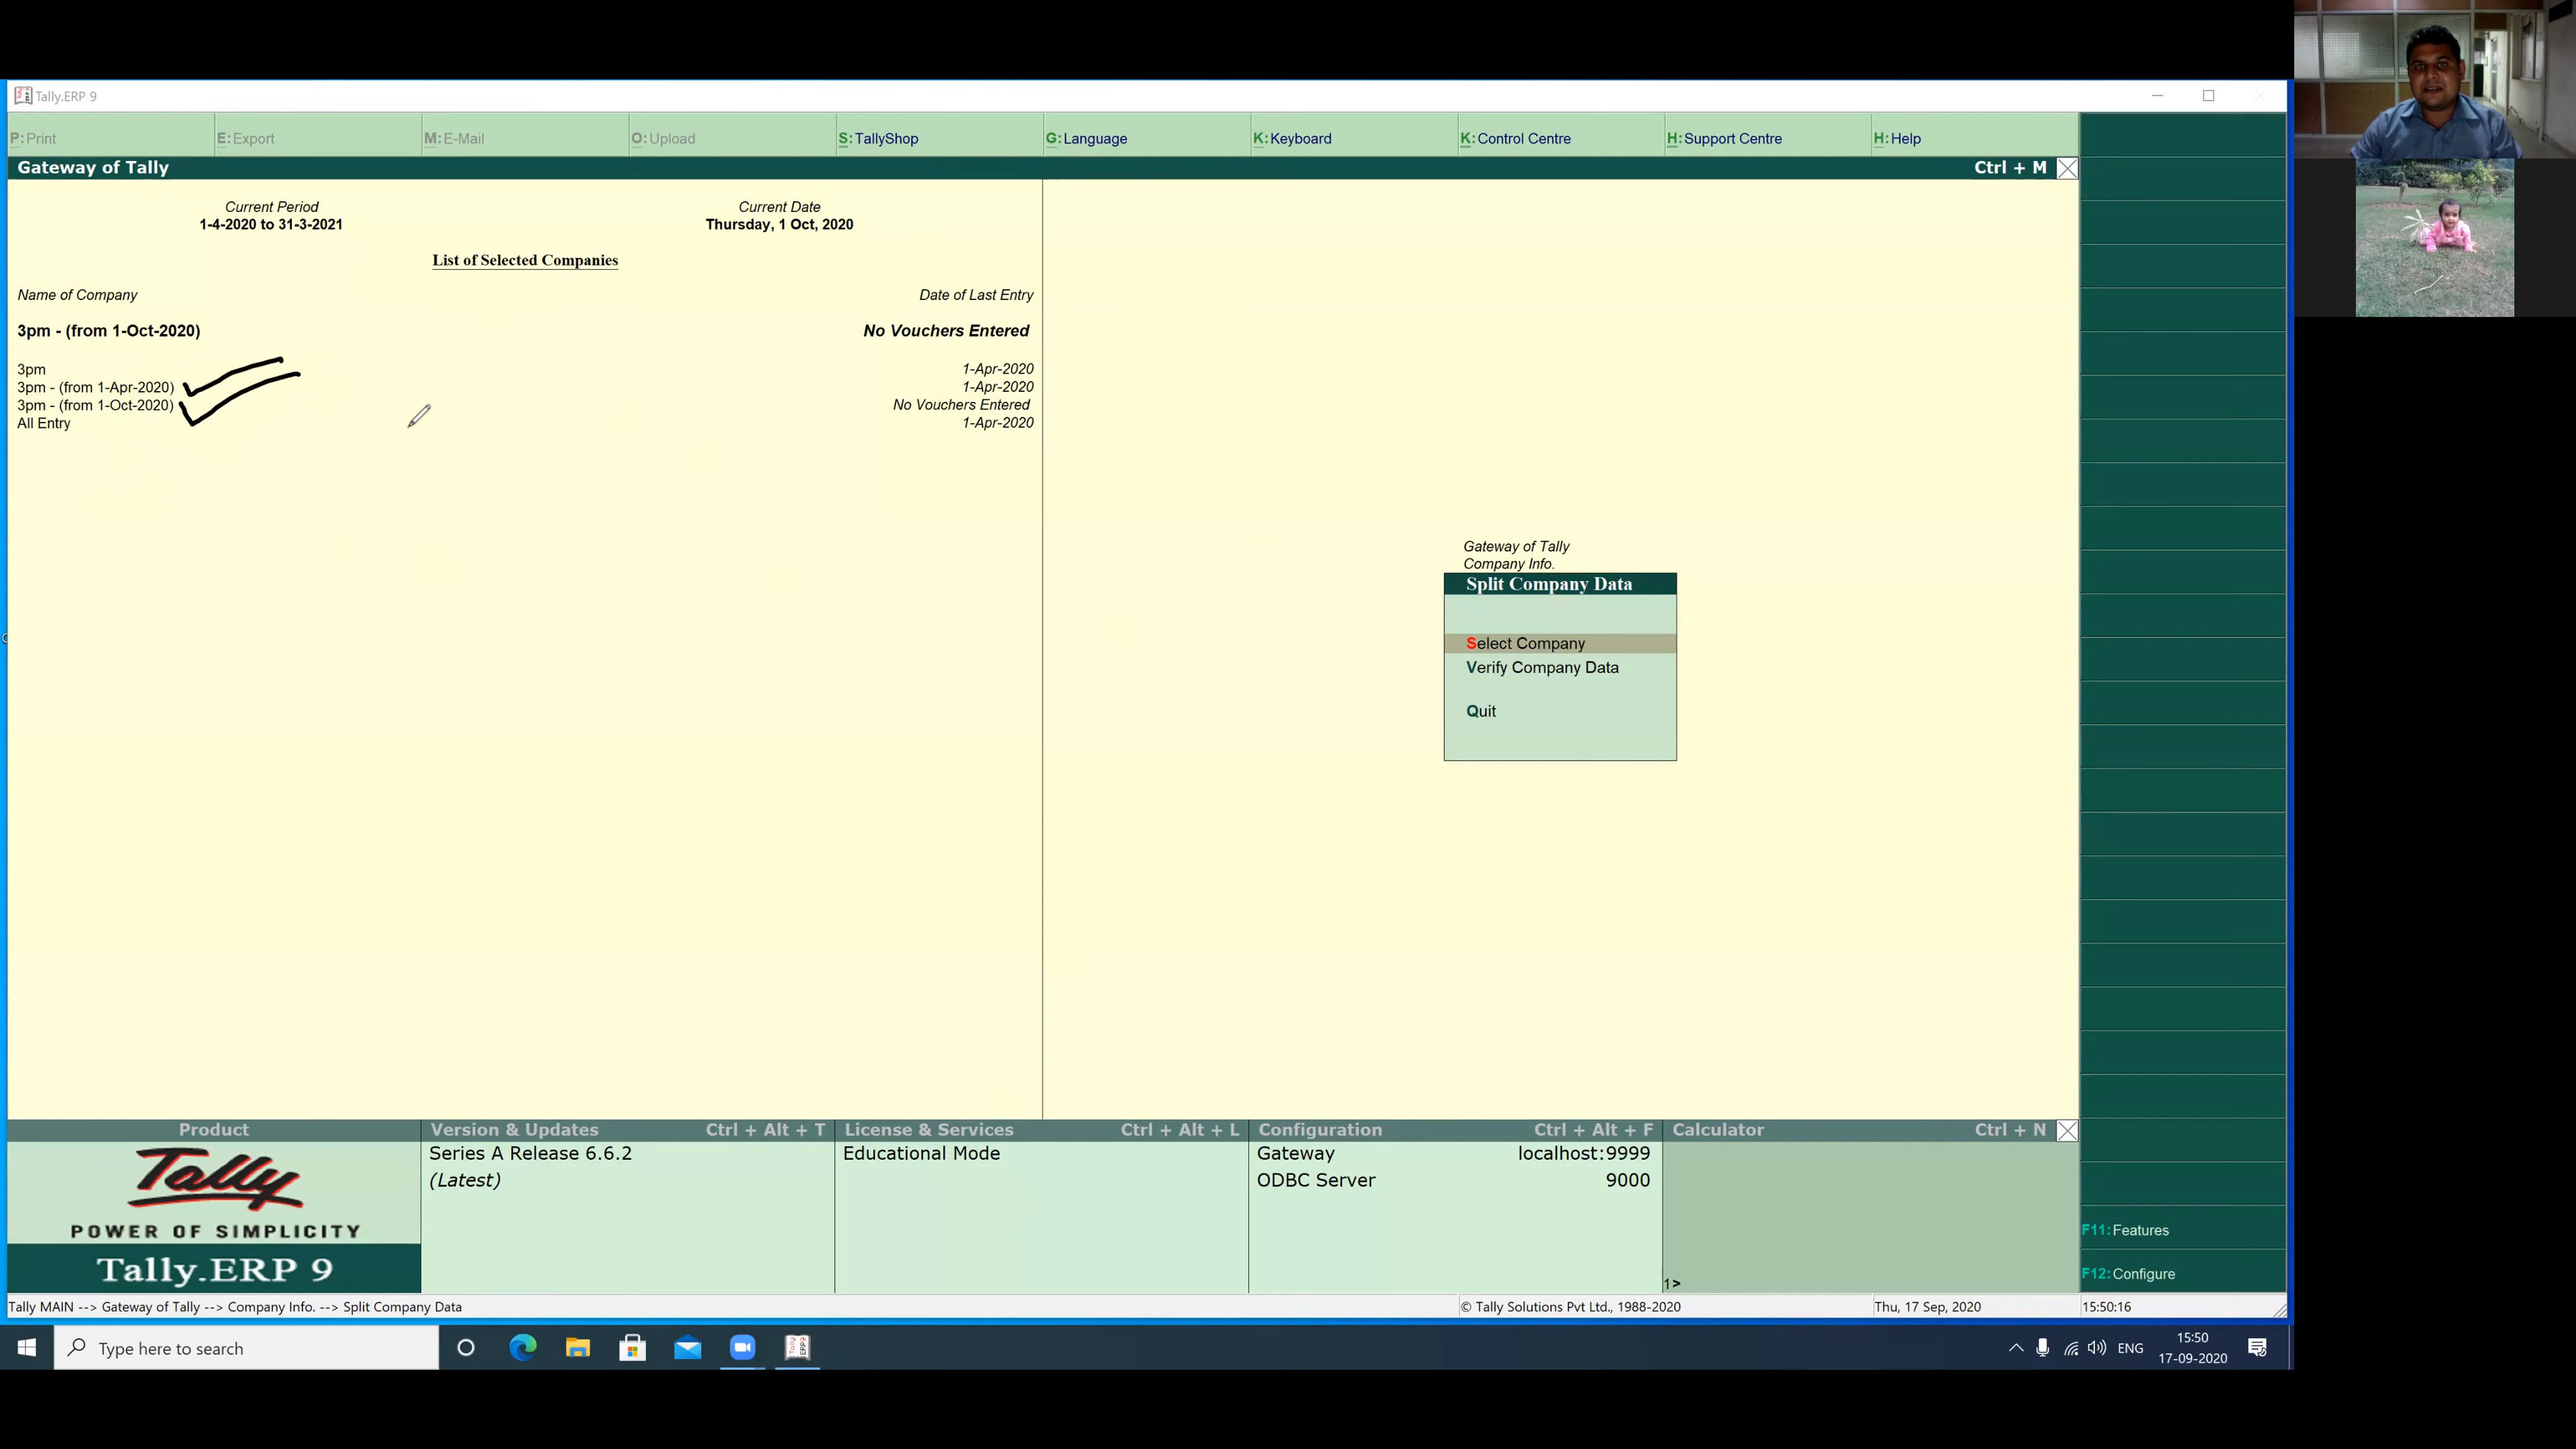 Tally.ERP 9
P: Print E: Export M: E-Mail O: Upload S: TallyShop G: Language K: Keyboard K: Control Centre H: Support Centre H: Help
Gateway of Tally Ctrl + M
Current Period Current Date
1-4-2020 to 31-3-2021 Thursday, 1 Oct, 2020
List of Selected Companies
Name of Company Date of Last Entry
3pm - (from 1-Oct-2020) No Vouchers Entered
3pm 1-Apr-2020
3pm - (from 1-Apr-2020) 1-Apr-2020
3pm - (from 1-Oct-2020) No Vouchers Entered
All Entry 1-Apr-2020
Gateway of Tally
Company Info.
Split Company Data
Select Company
Verify Company Data
Quit
F11: Features
F12: Configure
Product Version & Updates Ctrl + Alt + T License & Services Ctrl + Alt + L Configuration Ctrl + Alt + F Calculator Ctrl + N
Series A Release 6.6.2 Educational Mode Gateway localhost:9999
(Latest) ODBC Server 9000
Tally
POWER OF SIMPLICITY
Tally.ERP 9
1>
Tally MAIN --> Gateway of Tally --> Company Info. --> Split Company Data © Tally Solutions Pvt Ltd., 1988-2020 Thu, 17 Sep, 2020 15:50:16
Type here to search ENG 15:50
17-09-2020